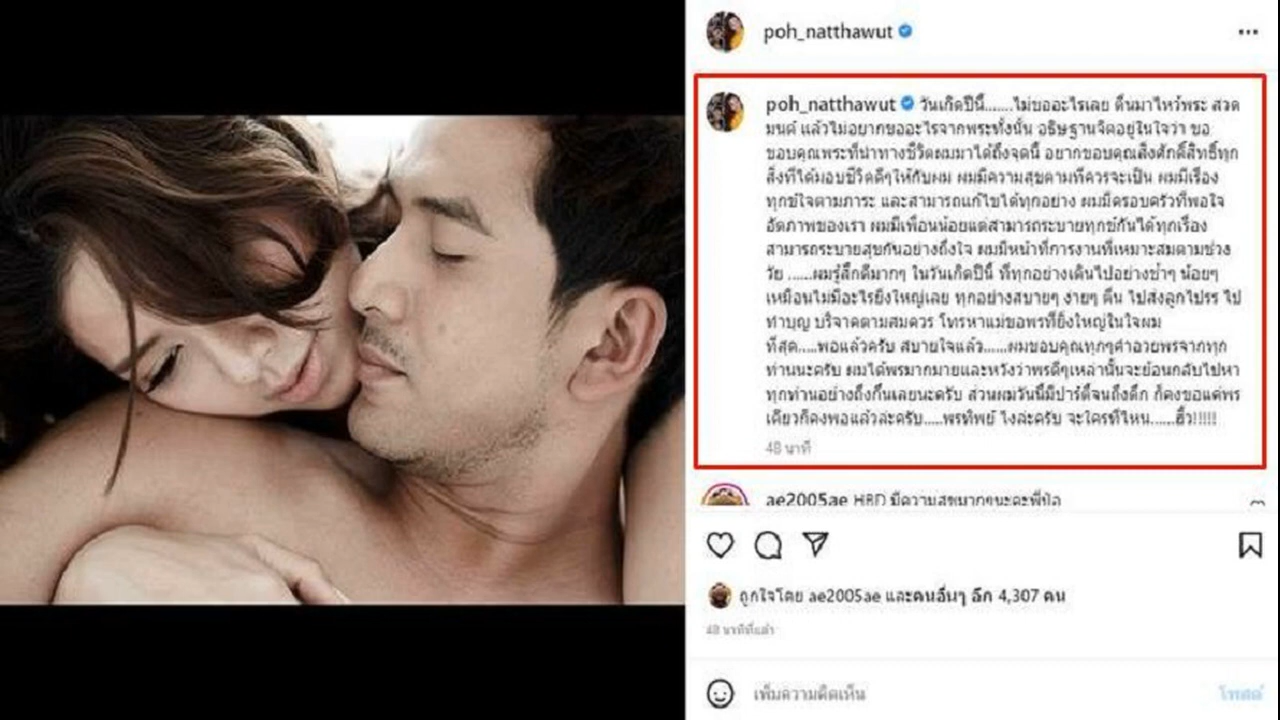 poh_natthawut
poh_natthawut วันเกิดปีนี้.......ไม่ขออะไรเลย ตื่นมาไหว้พระ สวด
มนต์ แล้วไม่อยากขออะไรจากพระทั้งนั้น อธิษฐานจิตอยู่ในใจว่า ขอ
ขอบคุณพระที่นำทางชีวิตผมมาได้ถึงจุดนี้ อยากขอบคุณสิ่งศักดิ์สิทธิ์ทุก
สิ่งที่ได้มอบชีวิตดีๆให้กับผม ผมมีความสุขตามที่ควรจะเป็น ผมมีเรื่อง
ทุกข์ใจตามภาระ และสามารถแก้ไขได้ทุกอย่าง ผมมีครอบครัวที่พอใจ
อัตภาพของเรา ผมมีเพื่อนน้อยแต่สามารถระบายทุกข์กันได้ทุกเรื่อง
สามารถระบายสุขกันอย่างถึงใจ ผมมีหน้าที่การงานที่เหมาะสมตามช่วง
วัย ......ผมรู้สึกดีมากๆ ในวันเกิดปีนี้ ที่ทุกอย่างเดินไปอย่างช้าๆ น้อยๆ
เหมือนไม่มีอะไรยิ่งใหญ่เลย ทุกอย่างสบายๆ ง่ายๆ ตื่น ไปส่งลูกไปรร ไป
ทำบุญ บริจาคตามสมควร โทรหาแม่ขอพรที่ยิ่งใหญ่ในใจผม
ที่สุด.....พอแล้วครับ สบายใจแล้ว......ผมขอบคุณทุกๆคำอวยพรจากทุก
ท่านนะครับ ผมได้พรมากมายและหวังว่าพรดีๆเหล่านั้นจะย้อนกลับไปหา
ทุกท่านอย่างถึงกึ๋นเลยนะครับ ส่วนผมวันนี้มีปาร์ตี้จนถึงดึก ก็คงขอแค่พร
เดียวก็คงพอแล้วล่ะครับ.....พรทิพย์ ไงล่ะครับ จะใครที่ไหน......ฮิ้ว!!!!!
48 นาที
ae2005ae HBD มีความสุขมากๆนะคะพี่ป๋อ
ถูกใจโดย ae2005ae และคนอื่นๆ อีก 4,307 คน
48 นาทีที่แล้ว
เพิ่มความคิดเห็น
โพสต์